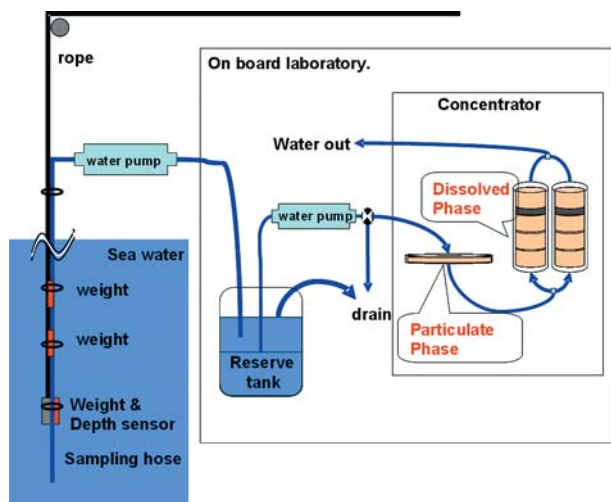 rope
On board laboratory.
Concentrator
water pump
Water out
Dissolved
Phase
water pump
Sea water
weight
drain
weight
Particulate
Phase
Reserve
tank
Weight &
Depth sensor
Sampling hose